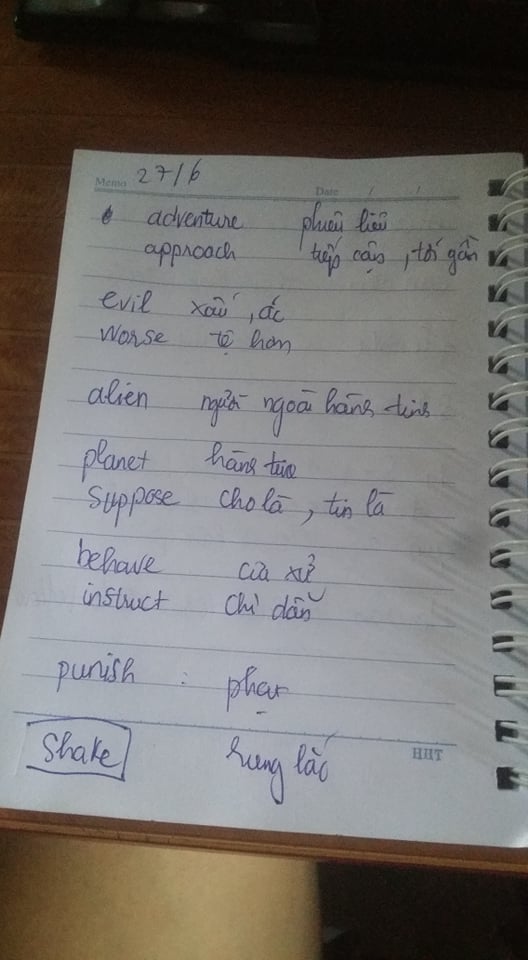 Memo 27/6 Date / /
adventure phiêu liêu
approach tiếp cận , tới gần
evil xấu , ác
worse tệ hơn
alien người ngoài hành tinh
planet hành tinh
suppose cho là , tin là
behave cư xử
instruct chỉ dẫn
punish : phạt
Shake rung lắc
HHT